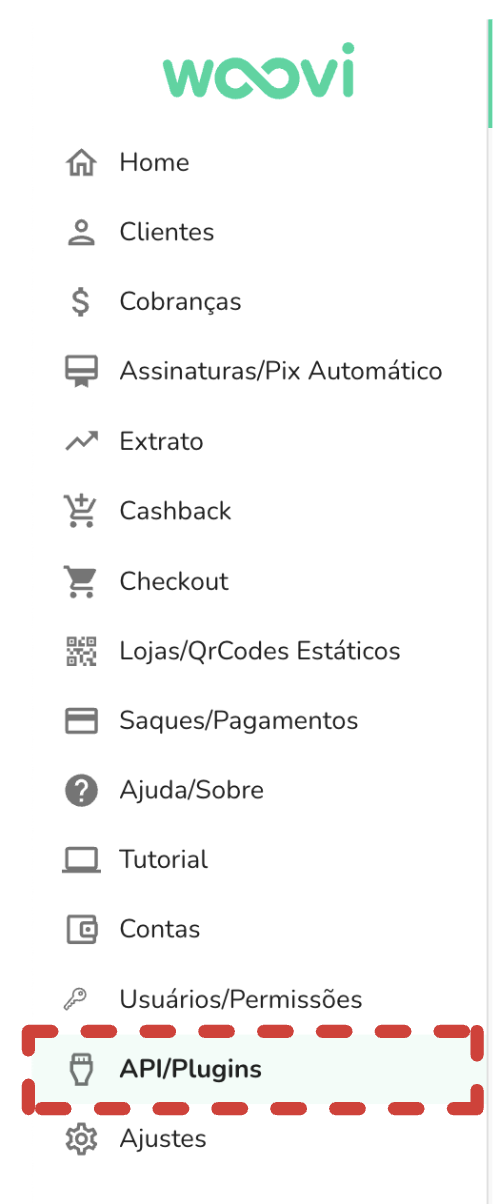 woovi
Home
Clientes
Cobranças
Assinaturas/Pix Automático
Extrato
Cashback
Checkout
Lojas/QrCodes Estáticos
Saques/Pagamentos
Ajuda/Sobre
Tutorial
Contas
Usuários/Permissões
API/Plugins
Ajustes